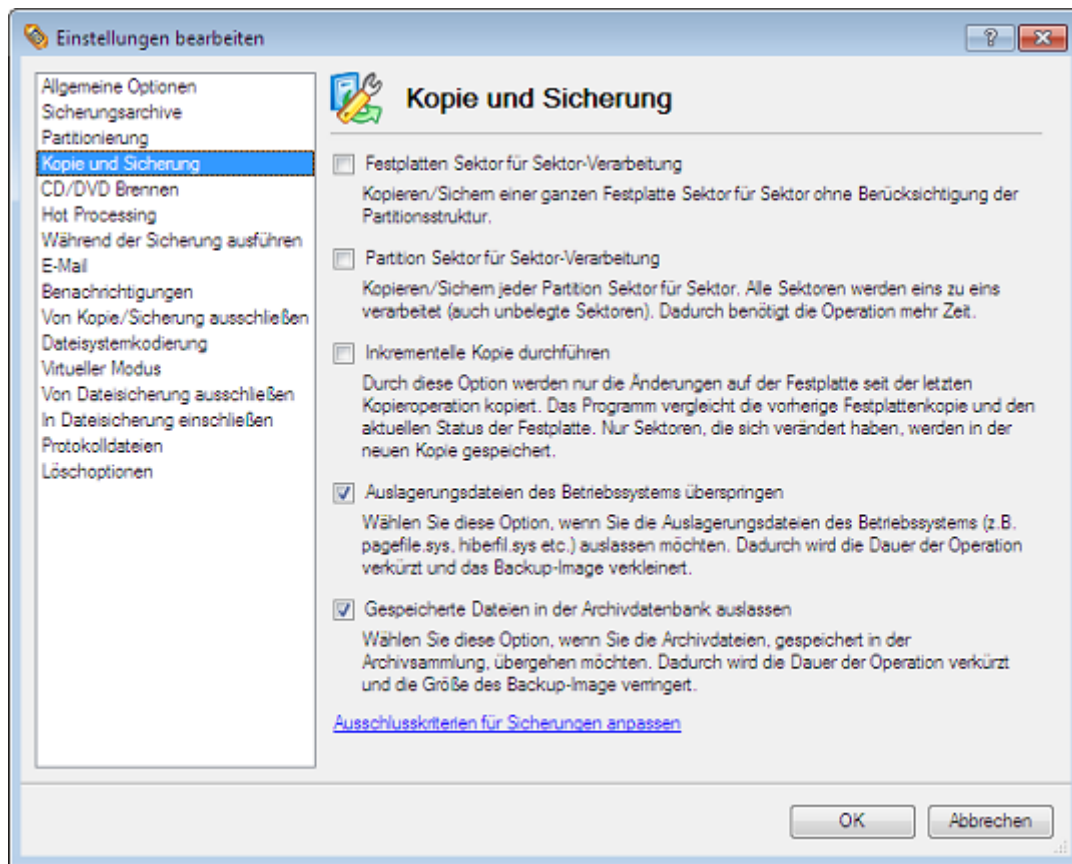 Einstellungen bearbeiten
Allgemeine Optionen
Sicherungsarchive
Partitionierung
Kopie und Sicherung
CD/DVD Brennen
Hot Processing
Während der Sicherung ausführen
E-Mail
Benachrichtigungen
Von Kopie/Sicherung ausschließen
Dateisystemkodierung
Virtueller Modus
Von Dateisicherung ausschließen
In Dateisicherung einschließen
Protokolldateien
Löschoptionen
Kopie und Sicherung
Festplatten Sektor für Sektor-Verarbeitung
Kopieren/Sichern einer ganzen Festplatte Sektor für Sektor ohne Berücksichtigung der
Partitionsstruktur.
Partition Sektor für Sektor-Verarbeitung
Kopieren/Sichern jeder Partition Sektor für Sektor. Alle Sektoren werden eins zu eins
verarbeitet (auch unbelegte Sektoren). Dadurch benötigt die Operation mehr Zeit.
Inkrementelle Kopie durchführen
Durch diese Option werden nur die Änderungen auf der Festplatte seit der letzten
Kopieroperation kopiert. Das Programm vergleicht die vorherige Festplattenkopie und den
aktuellen Status der Festplatte. Nur Sektoren, die sich verändert haben, werden in der
neuen Kopie gespeichert.
Auslagerungsdateien des Betriebssystems überspringen
Wählen Sie diese Option, wenn Sie die Auslagerungsdateien des Betriebssystems (z.B.
pagefile.sys, hiberfil.sys etc.) auslassen möchten. Dadurch wird die Dauer der Operation
verkürzt und das Backup-Image verkleinert.
Gespeicherte Dateien in der Archivdatenbank auslassen
Wählen Sie diese Option, wenn Sie die Archivdateien, gespeichert in der
Archivsammlung, übergehen möchten. Dadurch wird die Dauer der Operation verkürzt
und die Größe des Backup-Image verringert.
Ausschlusskriterien für Sicherungen anpassen
OK
Abbrechen